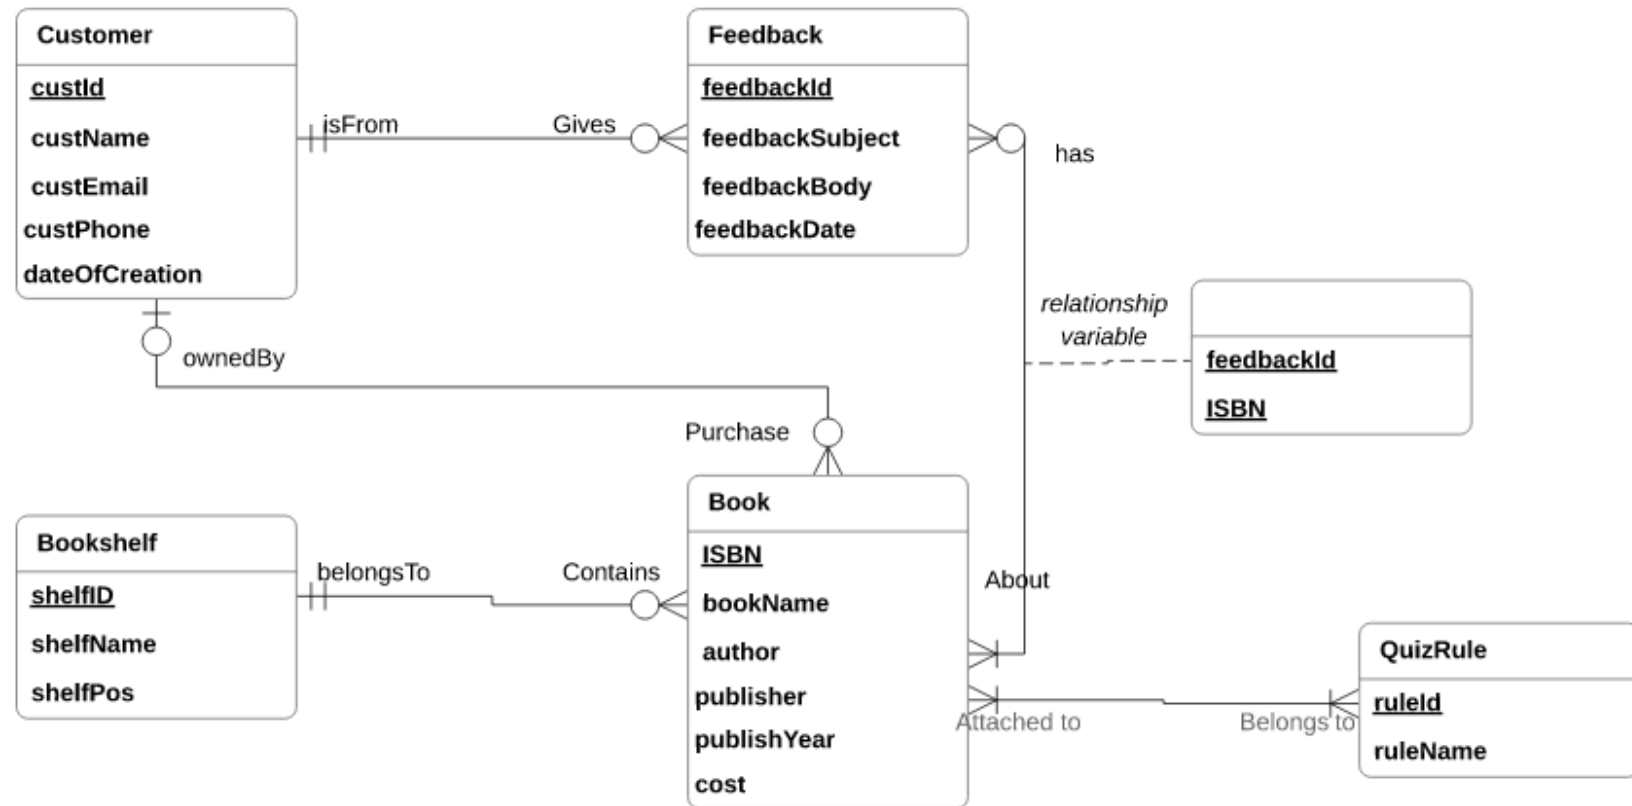 Customer
custId
custName
custEmail
custPhone
dateOfCreation
isFrom
Gives
Feedback
feedbackId
feedbackSubject
feedbackBody
feedbackDate
has
relationship
variable
feedbackId
ISBN
ownedBy
Purchase
Bookshelf
shelfID
shelfName
shelfPos
belongsTo
Contains
Book
ISBN
bookName
author
publisher
publishYear
cost
About
Attached to
Belongs to
QuizRule
ruleId
ruleName